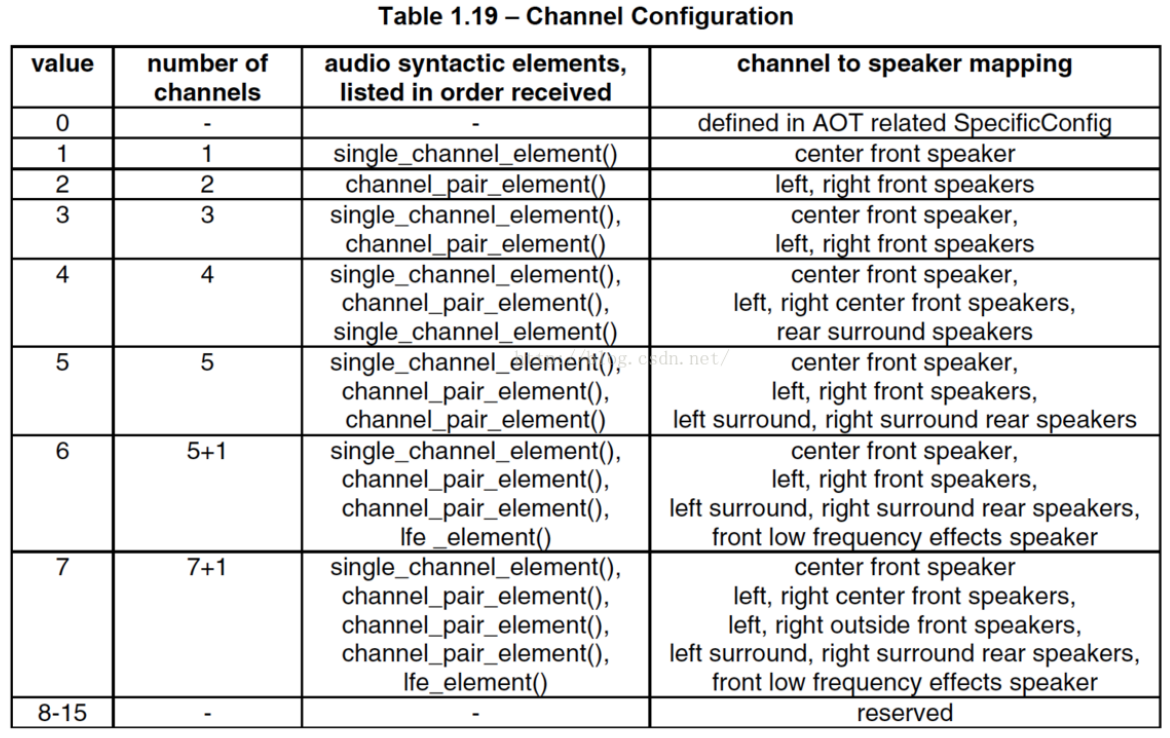 Table 1.19 – Channel Configuration
value number of channels audio syntactic elements, listed in order received channel to speaker mapping
0 - - defined in AOT related SpecificConfig
1 1 single_channel_element() center front speaker
2 2 channel_pair_element() left, right front speakers
3 3 single_channel_element(), center front speaker,
channel_pair_element() left, right front speakers
4 4 single_channel_element(), center front speaker,
channel_pair_element(), left, right center front speakers,
single_channel_element() rear surround speakers
http://blog.csdn.net/
5 5 single_channel_element(), center front speaker,
channel_pair_element(), left, right front speakers,
channel_pair_element() left surround, right surround rear speakers
6 5+1 single_channel_element(), center front speaker,
channel_pair_element(), left, right front speakers,
channel_pair_element(), left surround, right surround rear speakers,
lfe _element() front low frequency effects speaker
7 7+1 single_channel_element(), center front speaker
channel_pair_element(), left, right center front speakers,
channel_pair_element(), left, right outside front speakers,
channel_pair_element(), left surround, right surround rear speakers,
lfe_element() front low frequency effects speaker
8-15 - - reserved